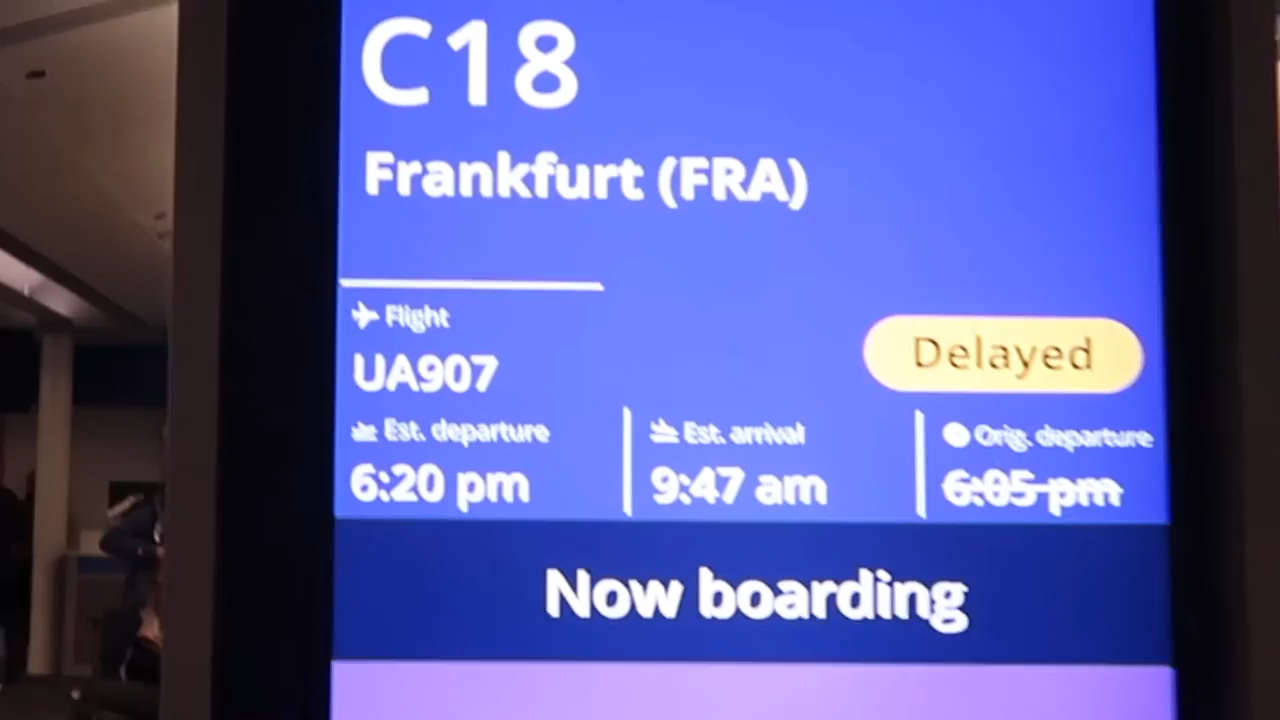 C18
Frankfurt (FRA)
Flight
UA907
Delayed
Est. departure
Est. arrival
Orig. departure
6:20 pm
9:47 am
6:05 pm
Now boarding